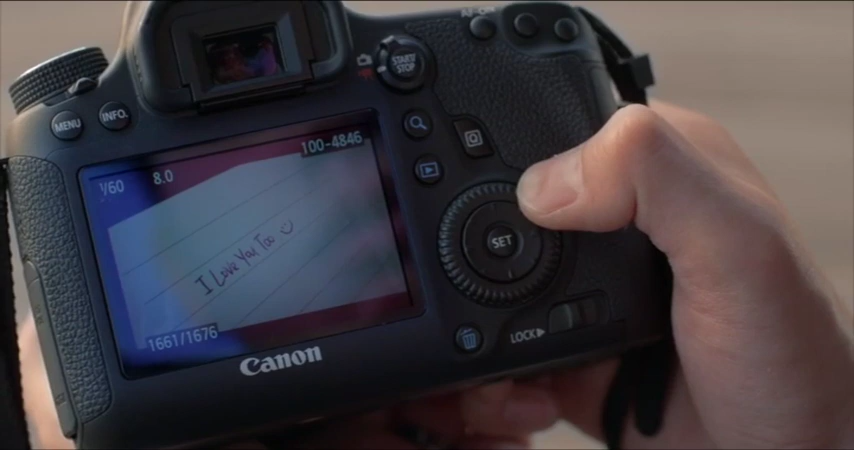 AF-ON
START/
STOP
MENU
INFO.
1/60
8.0
100-4846
I Love You Too ☺
1661/1676
Canon
SET
LOCK▶